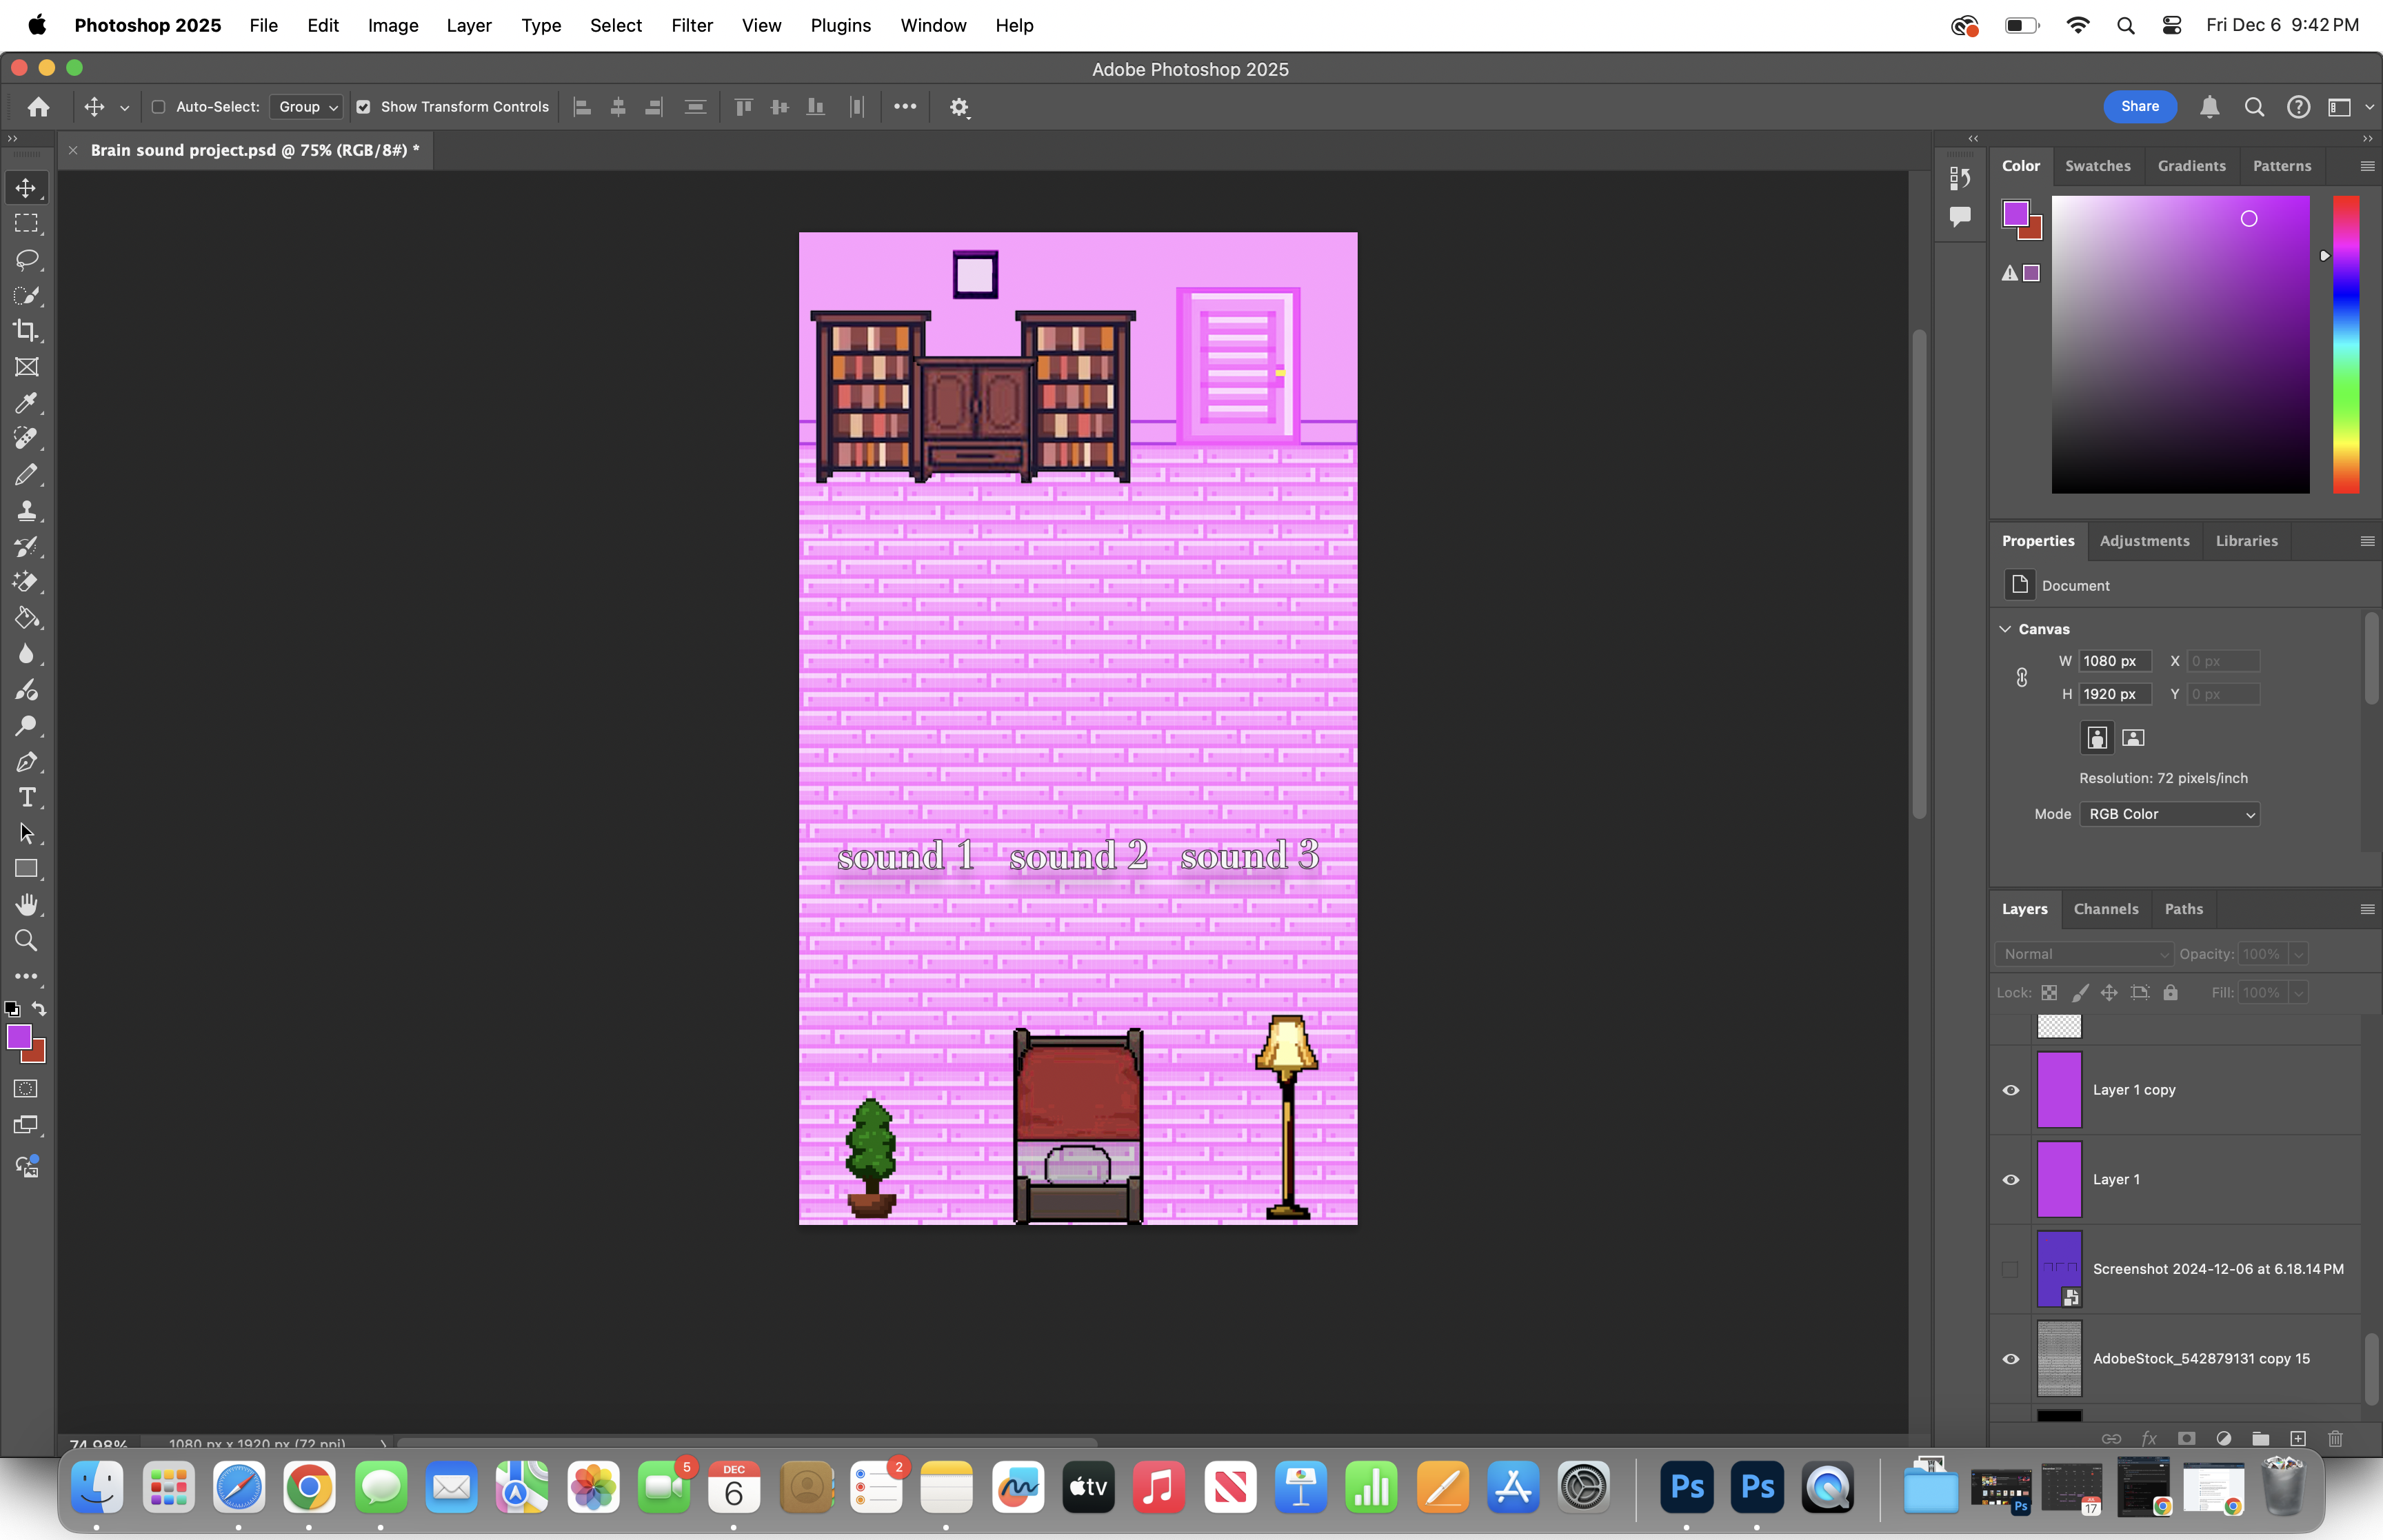 Photoshop 2025 File Edit Image Layer Type Select Filter View Plugins Window Help Fri Dec 6 9:42 PM
Adobe Photoshop 2025
Auto-Select: Group Show Transform Controls Share
Brain sound project.psd @ 75% (RGB/8#) *
Color Swatches Gradients Patterns
Properties Adjustments Libraries
Document
Canvas
W 1080 px X 0 px
H 1920 px Y 0 px
Resolution: 72 pixels/inch
Mode RGB Color
sound 1 sound 2 sound 3
Layers Channels Paths
Normal Opacity: 100%
Lock: Fill: 100%
Layer 1 copy
Layer 1
Screenshot 2024-12-06 at 6.18.14 PM
AdobeStock_542879131 copy 15
fx
74.98% 1080 px x 1920 px (72 ppi)
5
DEC
6
2
tv
Ps
Ps
Ps
17